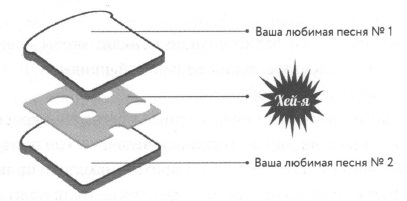 Ваша любимая песня № 1
Хей-я
Ваша любимая песня № 2